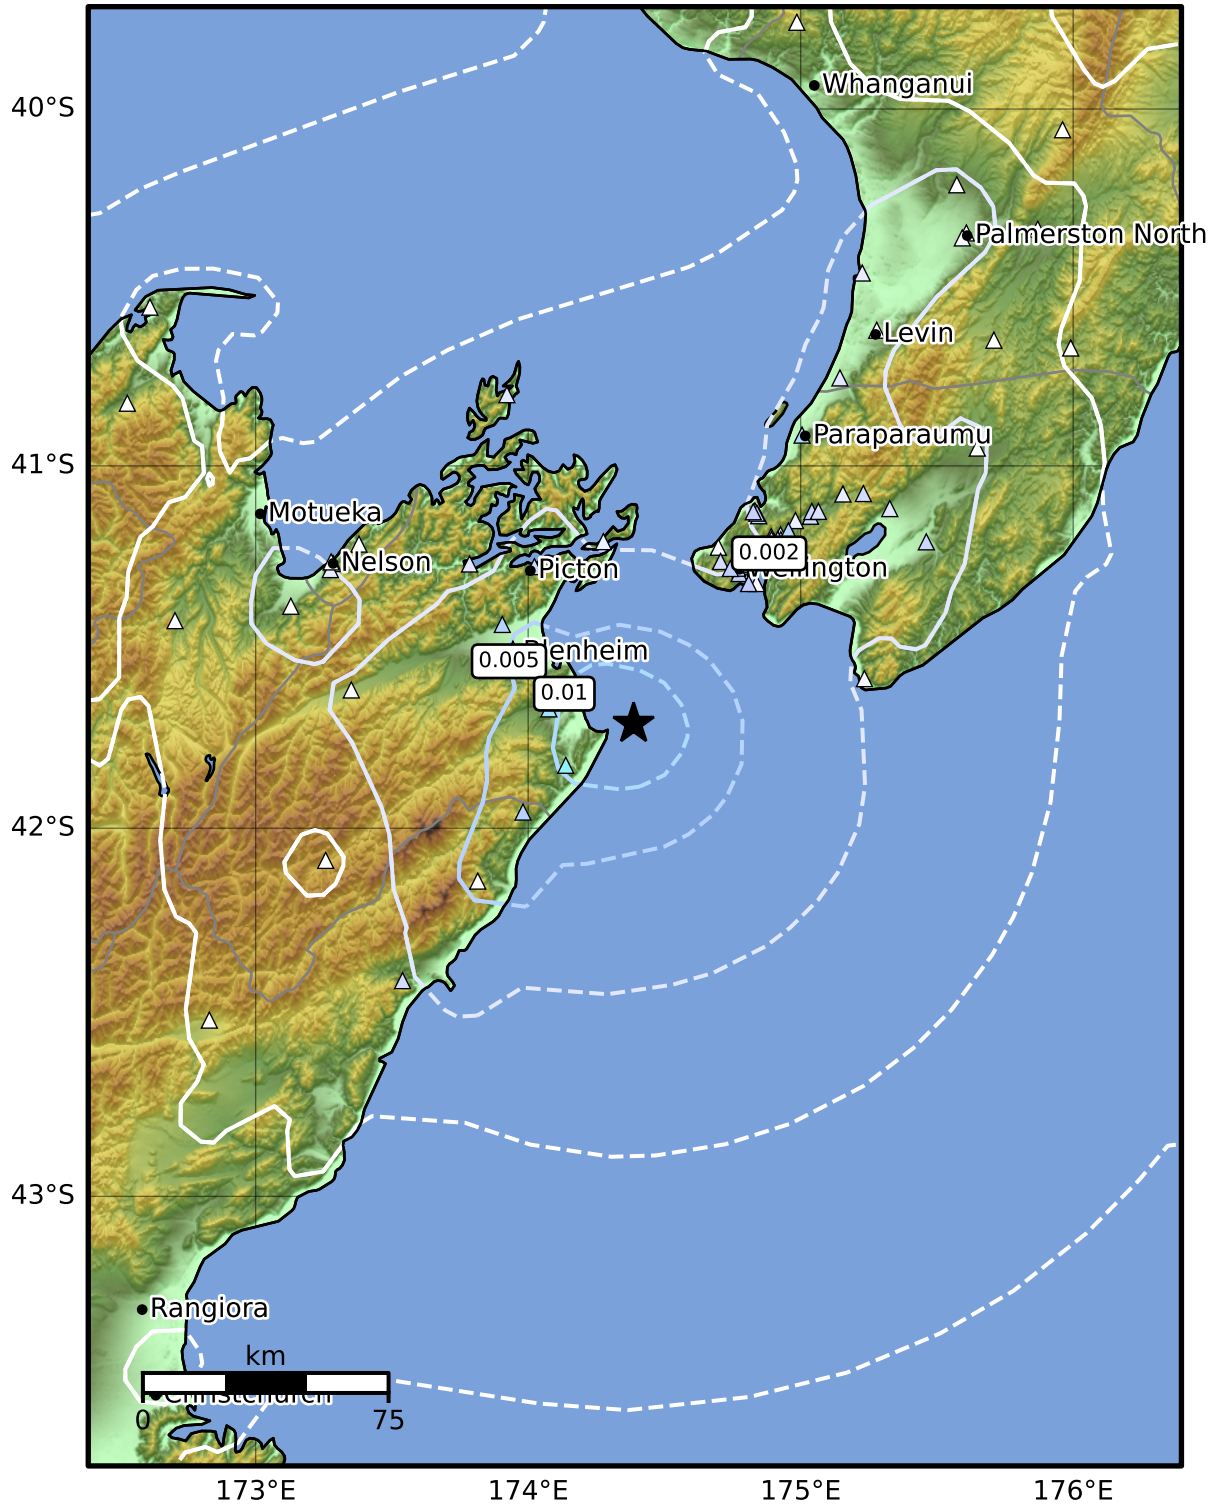 40°S
Whanganui
Palmerston North
Levin
Paraparaumu
41°S
Motueka
Nelson
Picton
0.002
Wellington
Blenheim
0.005
0.01
42°S
43°S
Rangiora
km
Christchurch
0
75
173°E
174°E
175°E
176°E